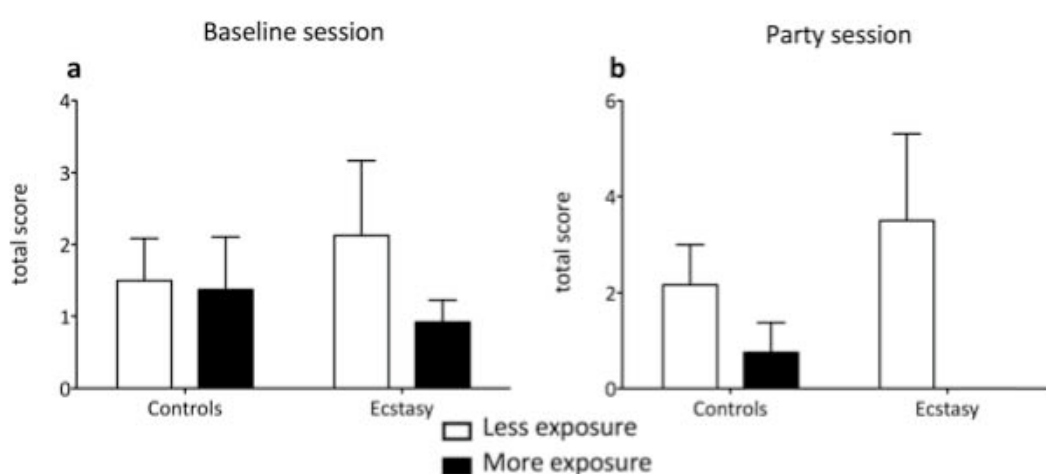 Baseline session
a
4
3
2
1
0
total score
Controls
Ecstasy
Party session
b
6
4
2
0
total score
Controls
Ecstasy
Less exposure
More exposure